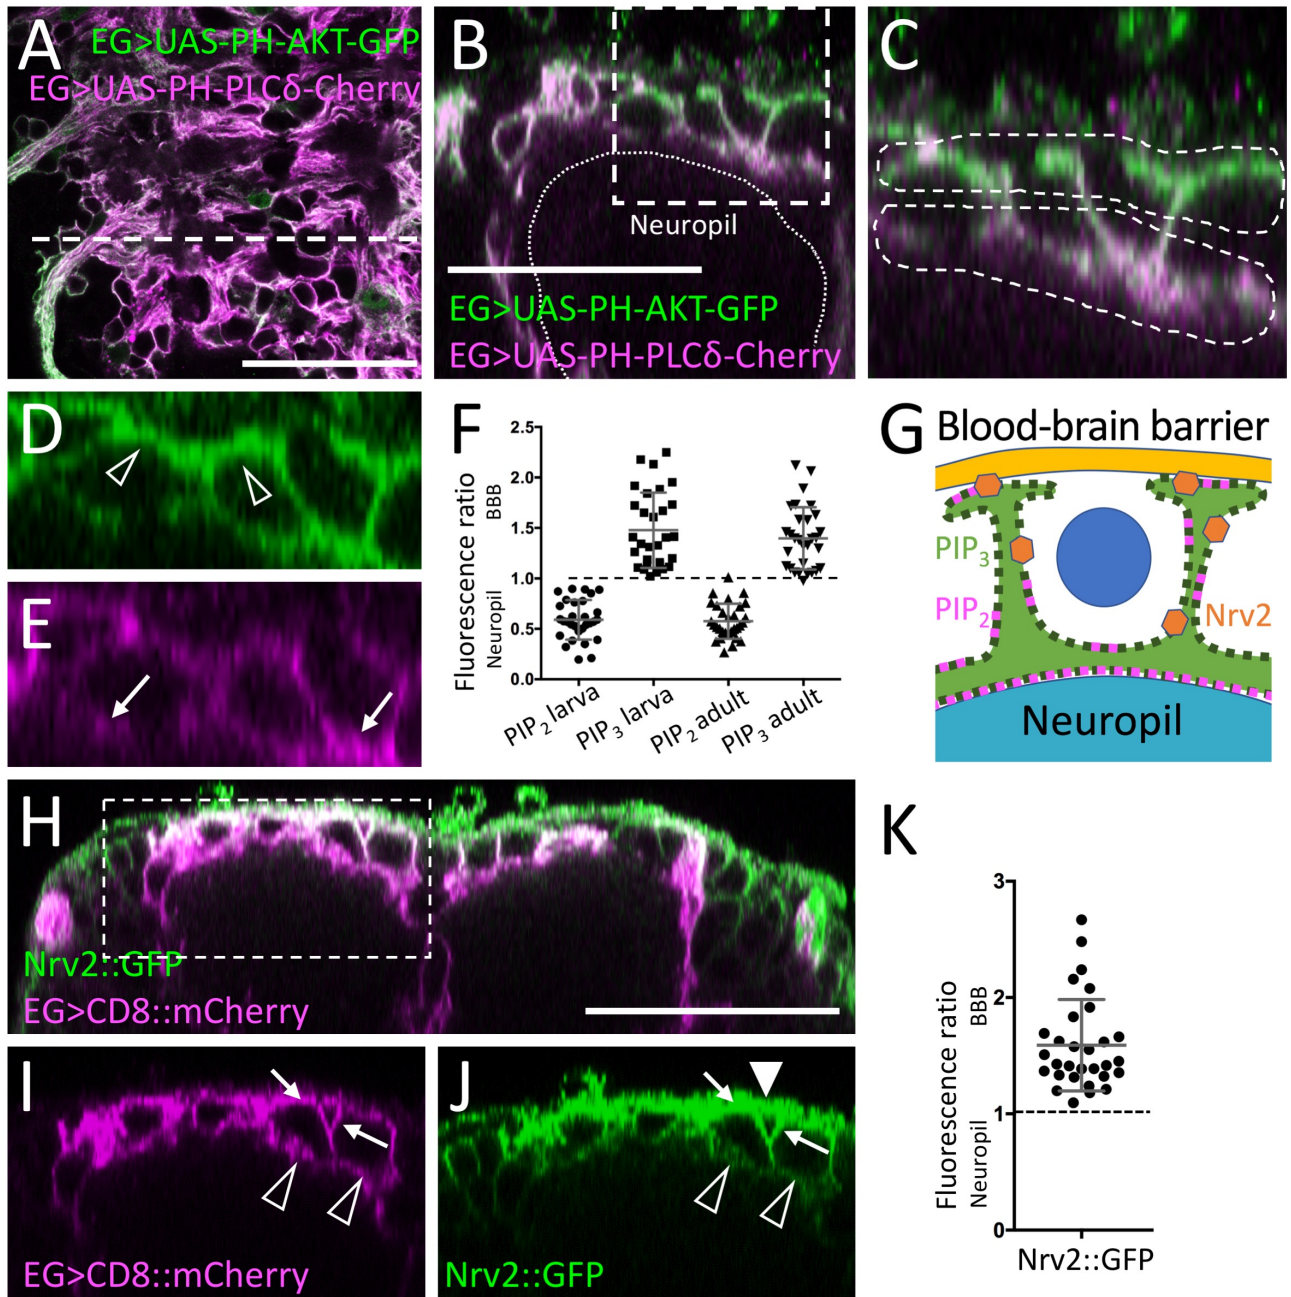 A
EG>UAS-PH-AKT-GFP
EG>UAS-PH-PLCδ-Cherry
B
Neuropil
EG>UAS-PH-AKT-GFP
EG>UAS-PH-PLCδ-Cherry
C
D
E
F
Fluorescence ratio
Neuropil BBB
2.5
2.0
1.5
1.0
0.5
0.0
PIP2 larva
PIP3 larva
PIP2 adult
PIP3 adult
G
Blood-brain barrier
PIP3
PIP2
Nrv2
Neuropil
H
Nrv2::GFP
EG>CD8::mCherry
I
EG>CD8::mCherry
J
Nrv2::GFP
K
Fluorescence ratio
Neuropil BBB
3
2
1
0
Nrv2::GFP